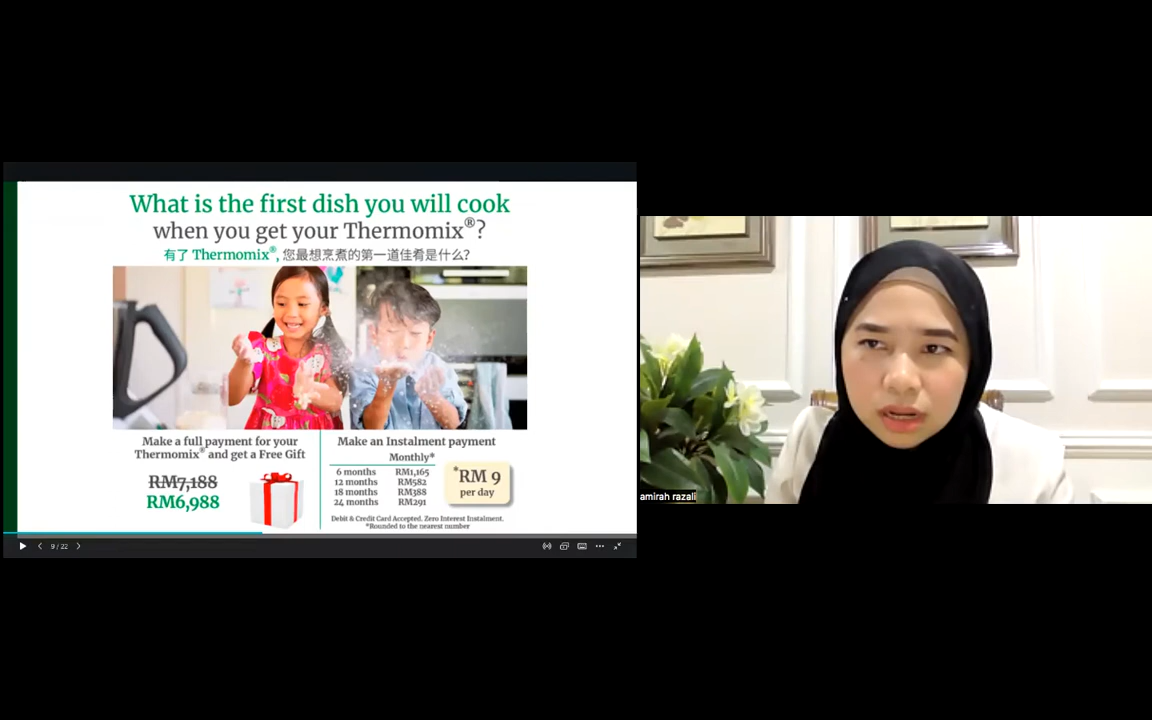 What is the first dish you will cook
when you get your Thermomix®?
有了 Thermomix®, 您最想烹煮的第一道佳肴是什么?
Make a full payment for your
Thermomix® and get a Free Gift
RM7,188
RM6,988
Make an Instalment payment
Monthly*
6 months RM1,165
12 months RM582
18 months RM388
24 months RM291
*RM 9
per day
Debit & Credit Card Accepted, Zero Interest Instalment.
*Rounded to the nearest number
9 / 22
amirah razali